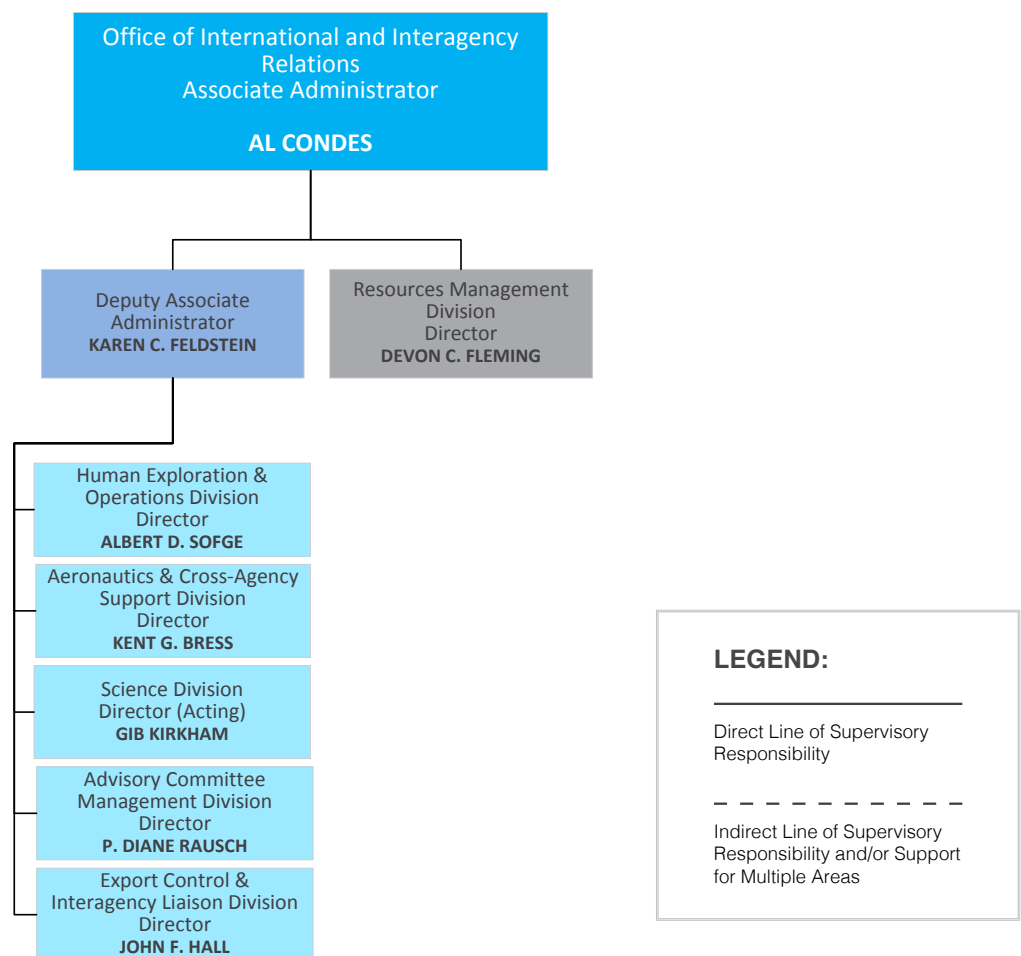 Office of International and Interagency
Relations
Associate Administrator
AL CONDES
Deputy Associate
Administrator
KAREN C. FELDSTEIN
Resources Management
Division
Director
DEVON C. FLEMING
Human Exploration &
Operations Division
Director
ALBERT D. SOFGE
Aeronautics & Cross-Agency
Support Division
Director
KENT G. BRESS
Science Division
Director (Acting)
GIB KIRKHAM
Advisory Committee
Management Division
Director
P. DIANE RAUSCH
Export Control &
Interagency Liaison Division
Director
JOHN F. HALL
LEGEND:
Direct Line of Supervisory
Responsibility
Indirect Line of Supervisory
Responsibility and/or Support
for Multiple Areas